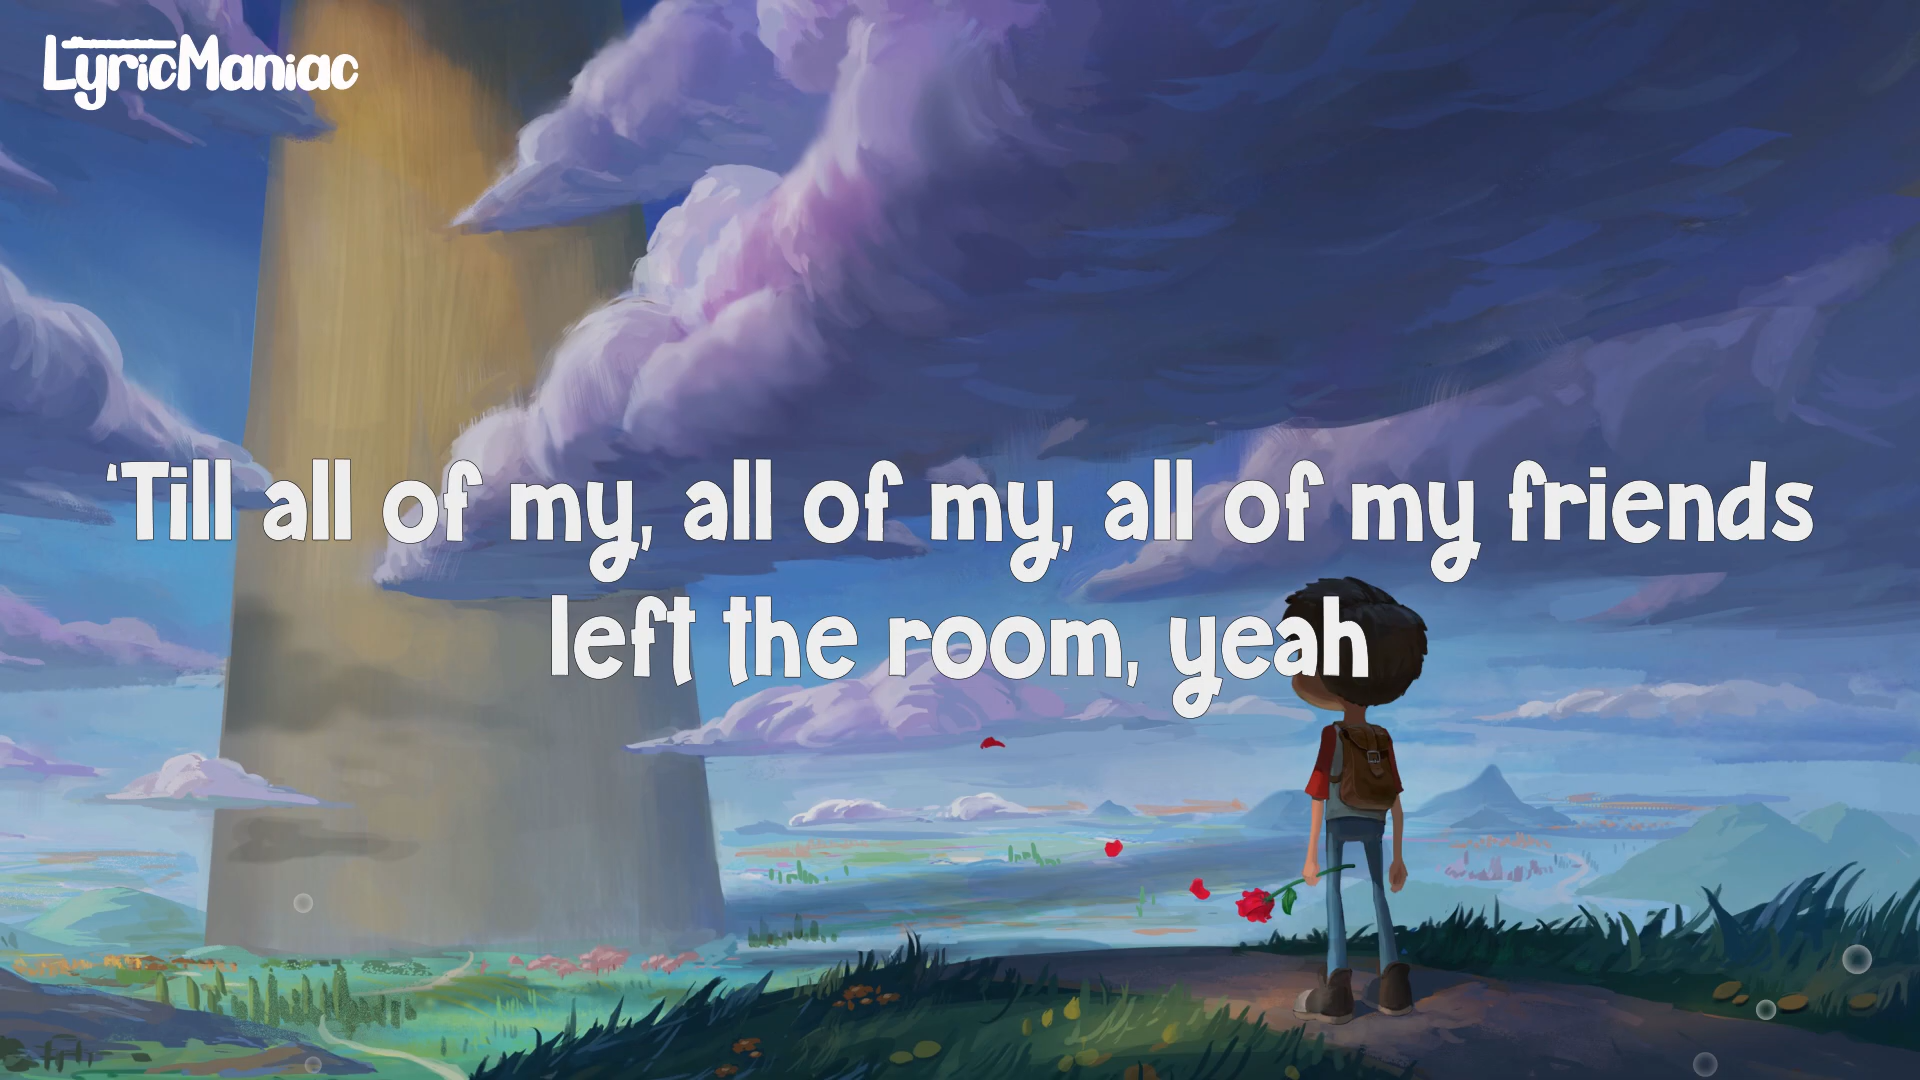 LyricManiac
'Till all of my, all of my, all of my friends
left the room, yeah